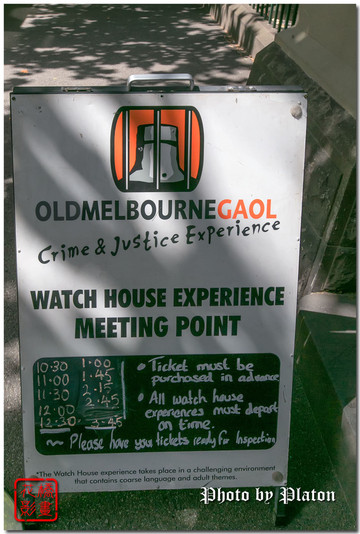 OLDMELBOURNEGAOL
Crime & Justice Experience
WATCH HOUSE EXPERIENCE
MEETING POINT
10.30 1.00
11.00 1.45
11.30 2.15
12.00 2.45
12.30 3.45
• Ticket must be
purchased in advance
• All watch house
experiences must depart
on time.
~ Please have your tickets ready for Inspection
*The Watch House experience takes place in a challenging environment
that contains coarse language and adult themes.
Photo by Platon